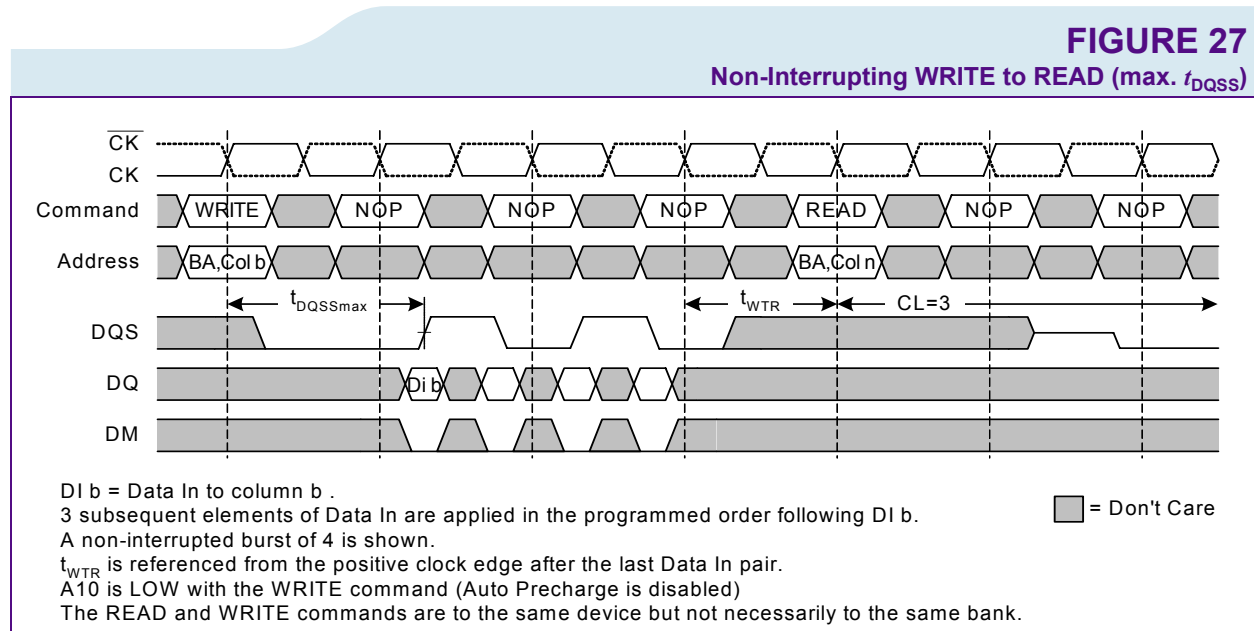 FIGURE 27
Non-Interrupting WRITE to READ (max. tDQSS)
CK
CK
Command WRITE NOP NOP NOP READ NOP NOP
Address BA,Col b BA,Col n
tDQSSmax tWTR CL=3
DQS
DQ Di b
DM
DI b = Data In to column b .
3 subsequent elements of Data In are applied in the programmed order following DI b.
A non-interrupted burst of 4 is shown.
tWTR is referenced from the positive clock edge after the last Data In pair.
A10 is LOW with the WRITE command (Auto Precharge is disabled)
The READ and WRITE commands are to the same device but not necessarily to the same bank.
= Don't Care